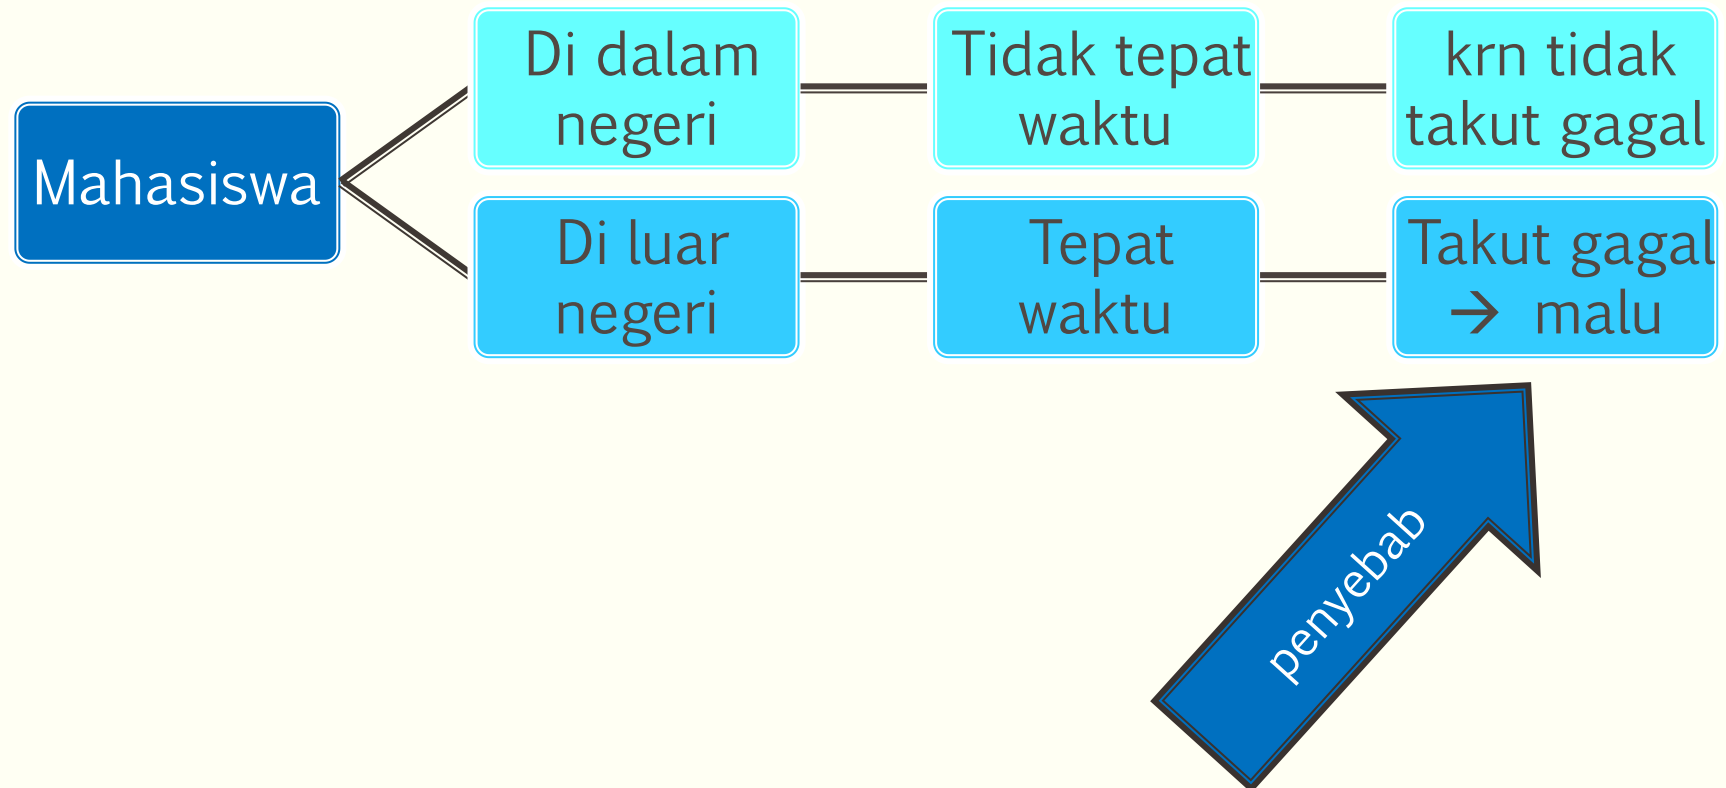 Mahasiswa
Di dalam
negeri
Tidak tepat
waktu
krn tidak
takut gagal
Di luar
negeri
Tepat
waktu
Takut gagal
→ malu
penyebab